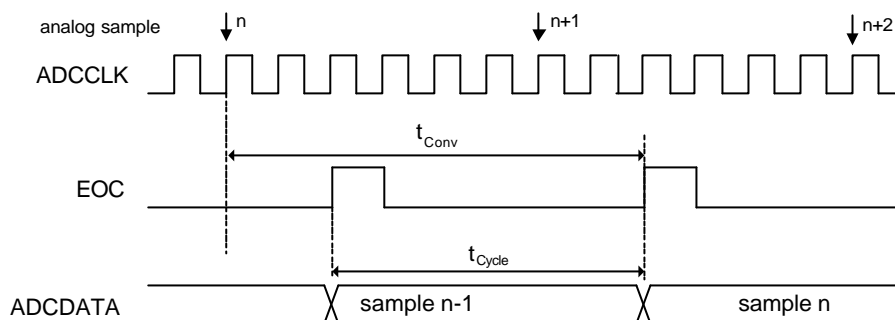 analog sample n n+1 n+2
ADCCLK
tConv
EOC
tCycle
ADCDATA sample n-1 sample n